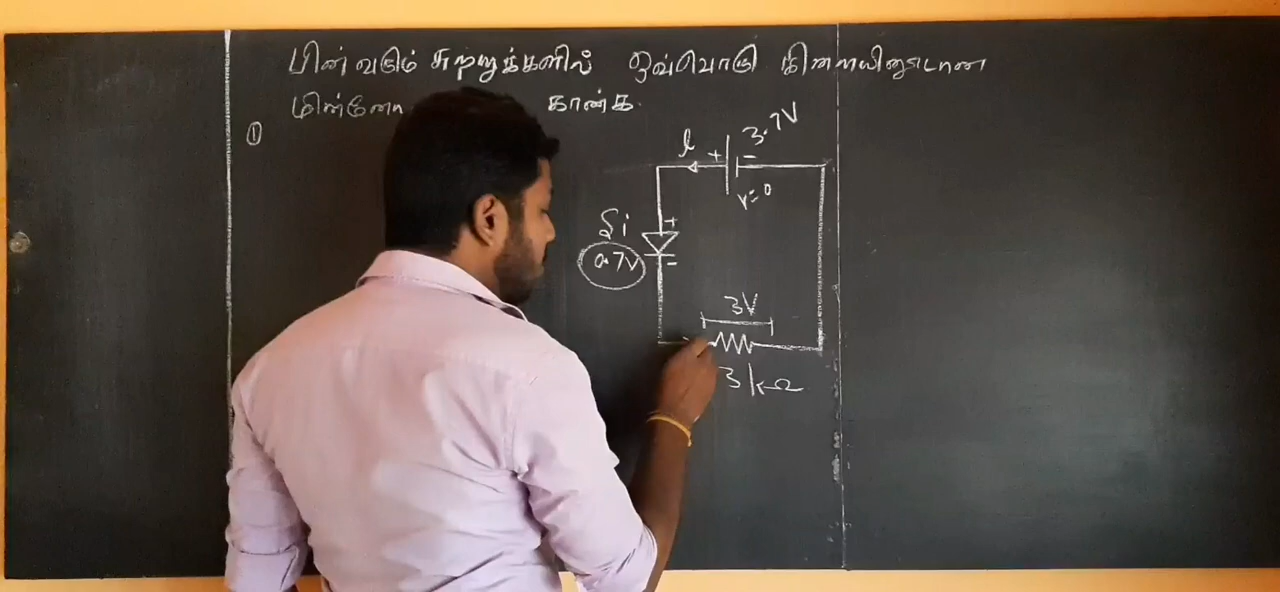 பின்வரும் சுற்றுக்களில் ஒவ்வொரு கிளையினூடான
மின்னோ காண்க.
①
3.7V
I + -
r=0
Si +
0.7V -
3V
3kΩ